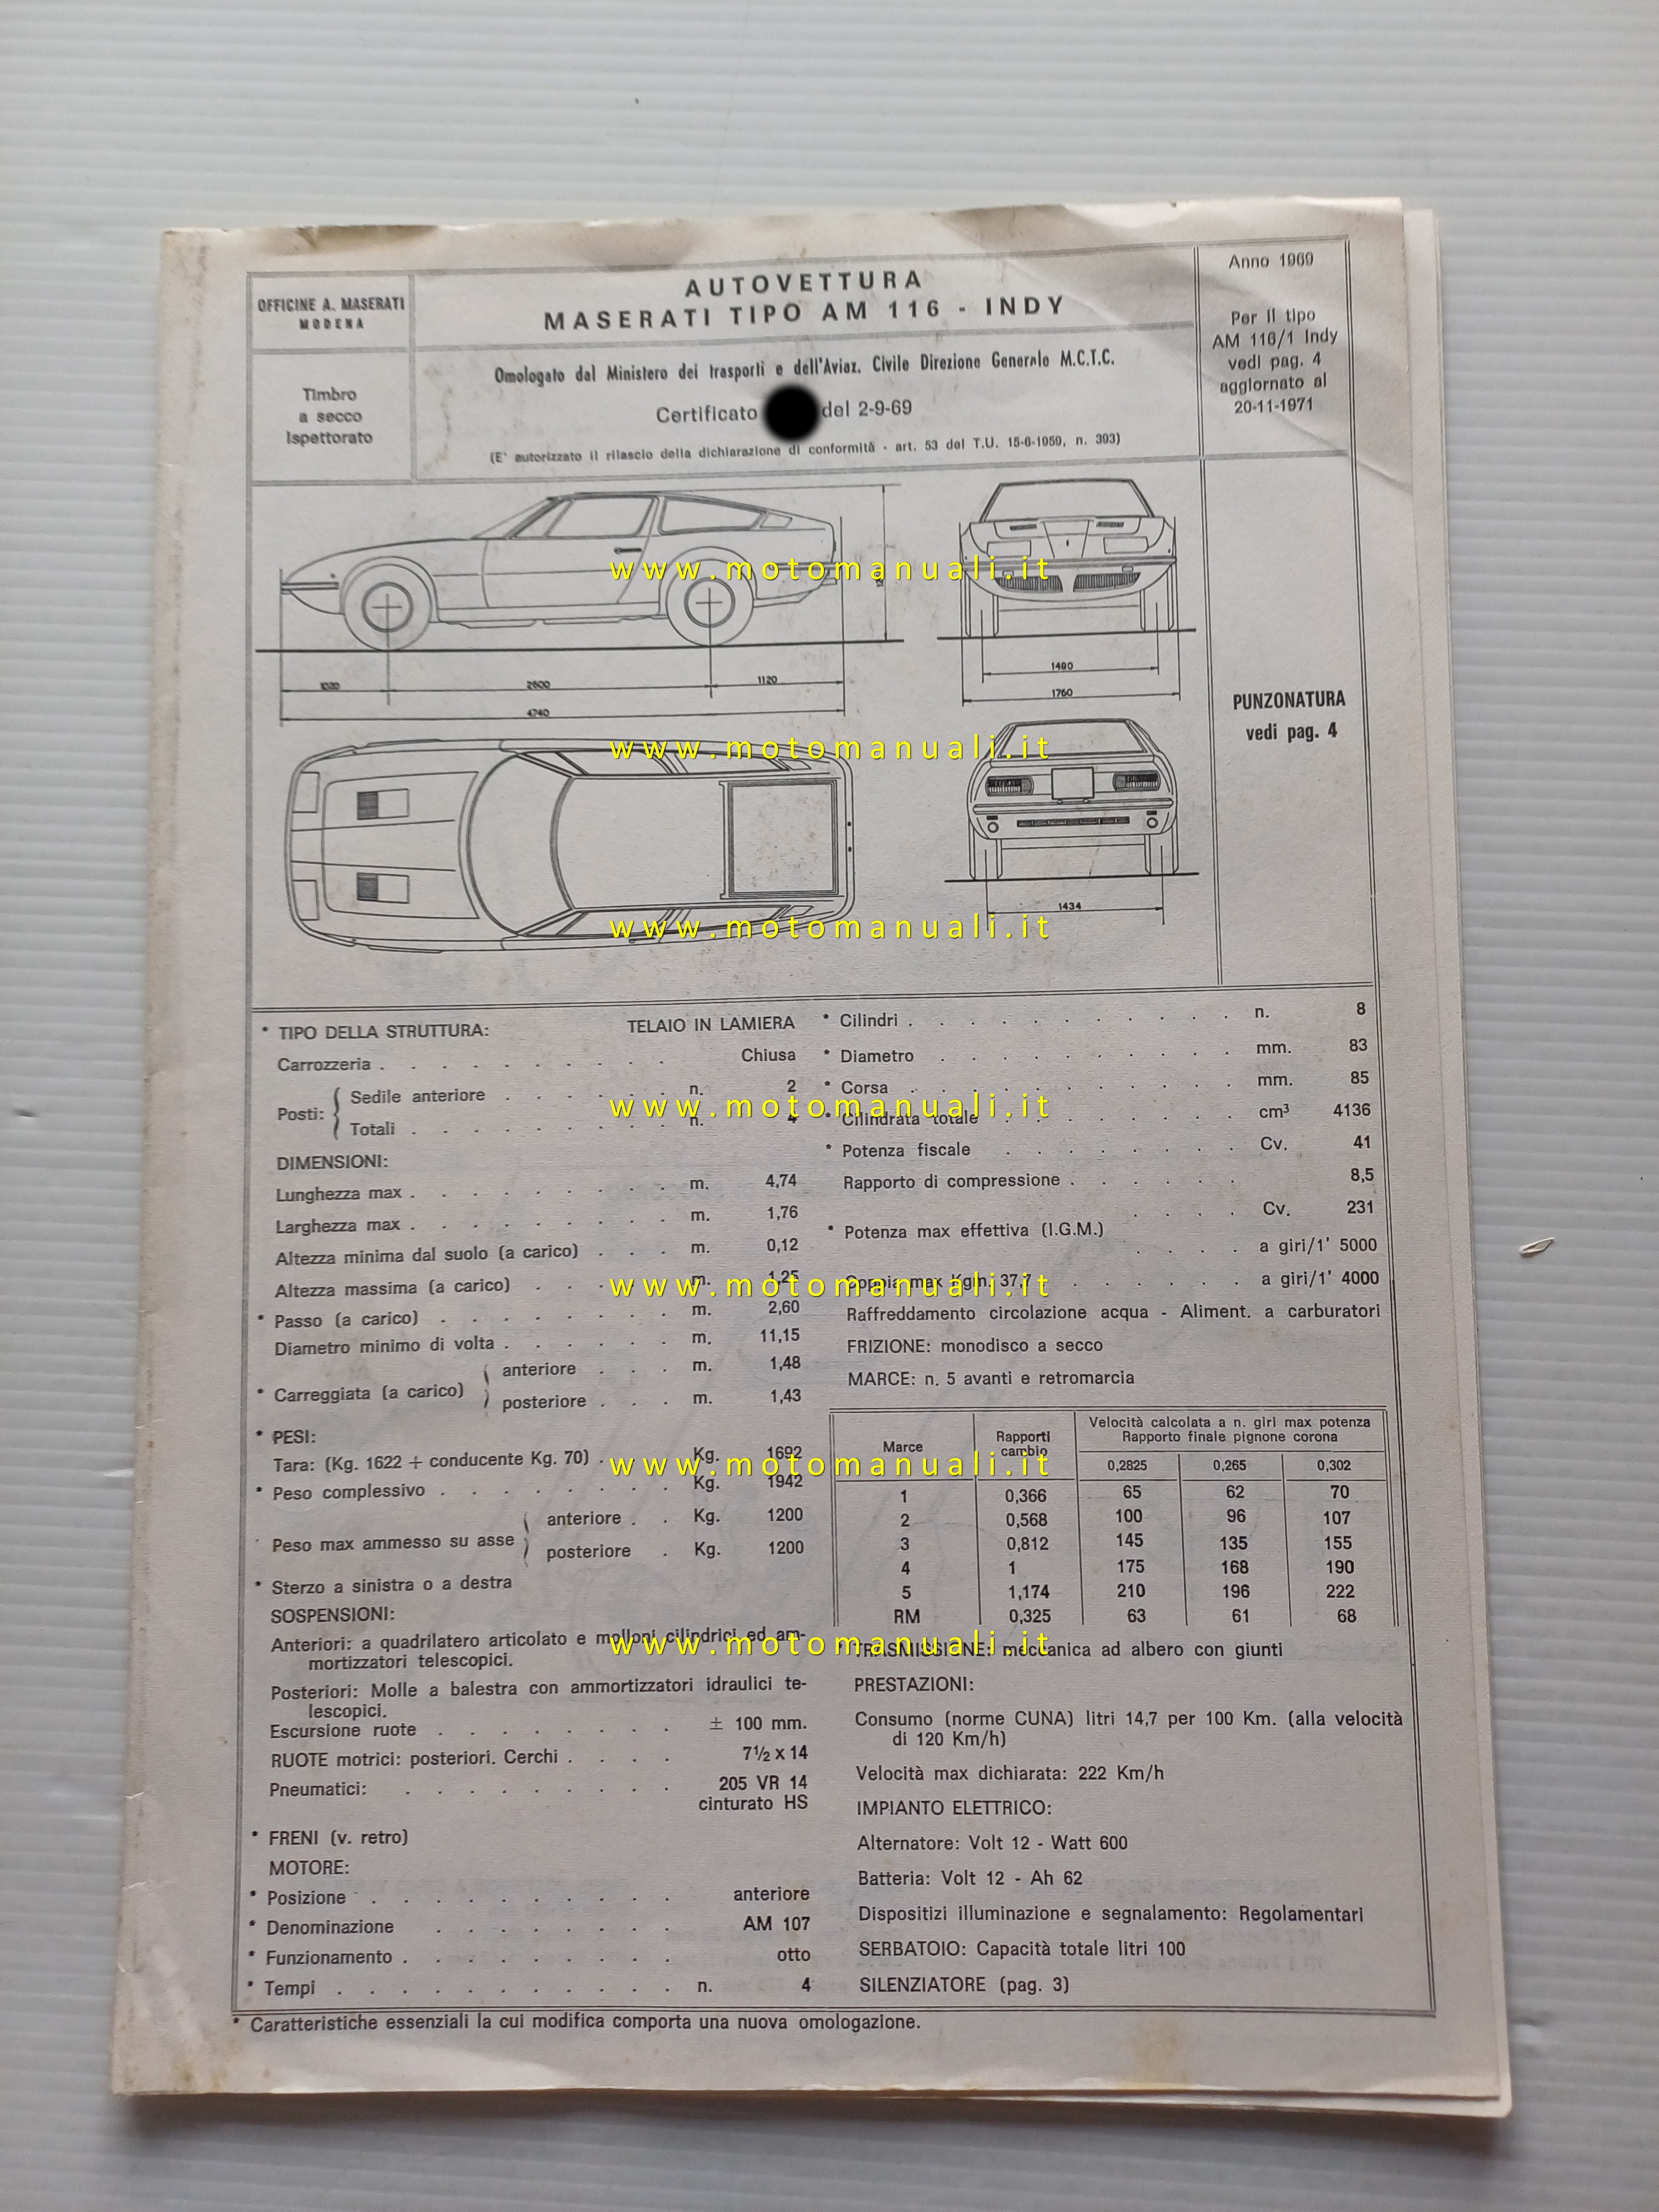 OFFICINE A. MASERATI
MODENA
AUTOVETTURA
MASERATI TIPO AM 116 - INDY
Anno 1969
Per il tipo
AM 116/1 Indy
vedi pag. 4
aggiornato al
20-11-1971
Timbro
a secco
Ispettorato
Omologato dal Ministero dei trasporti e dell'Aviaz. Civile Direzione Generale M.C.T.C.
Certificato del 2-9-69
(E' autorizzato il rilascio della dichiarazione di conformità - art. 53 del T.U. 15-6-1959, n. 393)
www.motomanuali.it
2600
1120
4740
1480
1760
PUNZONATURA
vedi pag. 4
www.motomanuali.it
1434
www.motomanuali.it
* TIPO DELLA STRUTTURA: TELAIO IN LAMIERA
Carrozzeria . . . . . . . . . Chiusa
Posti: Sedile anteriore . . . . . . n. 2
Totali . . . . . . . . . n. 4
DIMENSIONI:
Lunghezza max . . . . . . . . . m. 4,74
Larghezza max . . . . . . . . . m. 1,76
Altezza minima dal suolo (a carico) . . . m. 0,12
Altezza massima (a carico) . . . . . m. 1,25
* Passo (a carico) . . . . . . . . m. 2,60
Diametro minimo di volta . . . . . . m. 11,15
* Carreggiata (a carico) anteriore . . . m. 1,48
posteriore . . . m. 1,43
* PESI:
Tara: (Kg. 1622 + conducente Kg. 70) . Kg. 1692
* Peso complessivo . . . . . . . . Kg. 1942
Peso max ammesso su asse anteriore . . Kg. 1200
posteriore . Kg. 1200
* Sterzo a sinistra o a destra
SOSPENSIONI:
Anteriori: a quadrilatero articolato e molloni cilindrici ed am-
mortizzatori telescopici.
Posteriori: Molle a balestra con ammortizzatori idraulici te-
lescopici.
Escursione ruote . . . . . . . . ± 100 mm.
RUOTE motrici: posteriori. Cerchi . . . . 7½ x 14
Pneumatici: . . . . . . . . . 205 VR 14
cinturato HS
* FRENI (v. retro)
MOTORE:
* Posizione . . . . . . . . . . anteriore
* Denominazione . . . . . . . . AM 107
* Funzionamento . . . . . . . . . otto
* Tempi . . . . . . . . . . . n. 4
* Cilindri . . . . . . . . . . . n. 8
* Diametro . . . . . . . . . . mm. 83
* Corsa . . . . . . . . . . . mm. 85
* Cilindrata totale . . . . . . . . cm³ 4136
* Potenza fiscale . . . . . . . . Cv. 41
Rapporto di compressione . . . . . . 8,5
* Potenza max effettiva (I.G.M.) . . . . Cv. 231
. . . . a giri/1' 5000
Coppia max Kgm. 37,7 . . . . . . a giri/1' 4000
Raffreddamento circolazione acqua - Aliment. a carburatori
FRIZIONE: monodisco a secco
MARCE: n. 5 avanti e retromarcia
Marce
Rapporti
cambio
Velocità calcolata a n. giri max potenza
Rapporto finale pignone corona
0,2825 0,265 0,302
1 0,366 65 62 70
2 0,568 100 96 107
3 0,812 145 135 155
4 1 175 168 190
5 1,174 210 196 222
RM 0,325 63 61 68
TRASMISSIONE: meccanica ad albero con giunti
PRESTAZIONI:
Consumo (norme CUNA) litri 14,7 per 100 Km. (alla velocità
di 120 Km/h)
Velocità max dichiarata: 222 Km/h
IMPIANTO ELETTRICO:
Alternatore: Volt 12 - Watt 600
Batteria: Volt 12 - Ah 62
Dispositizi illuminazione e segnalamento: Regolamentari
SERBATOIO: Capacità totale litri 100
SILENZIATORE (pag. 3)
www.motomanuali.it
www.motomanuali.it
www.motomanuali.it
www.motomanuali.it
* Caratteristiche essenziali la cui modifica comporta una nuova omologazione.